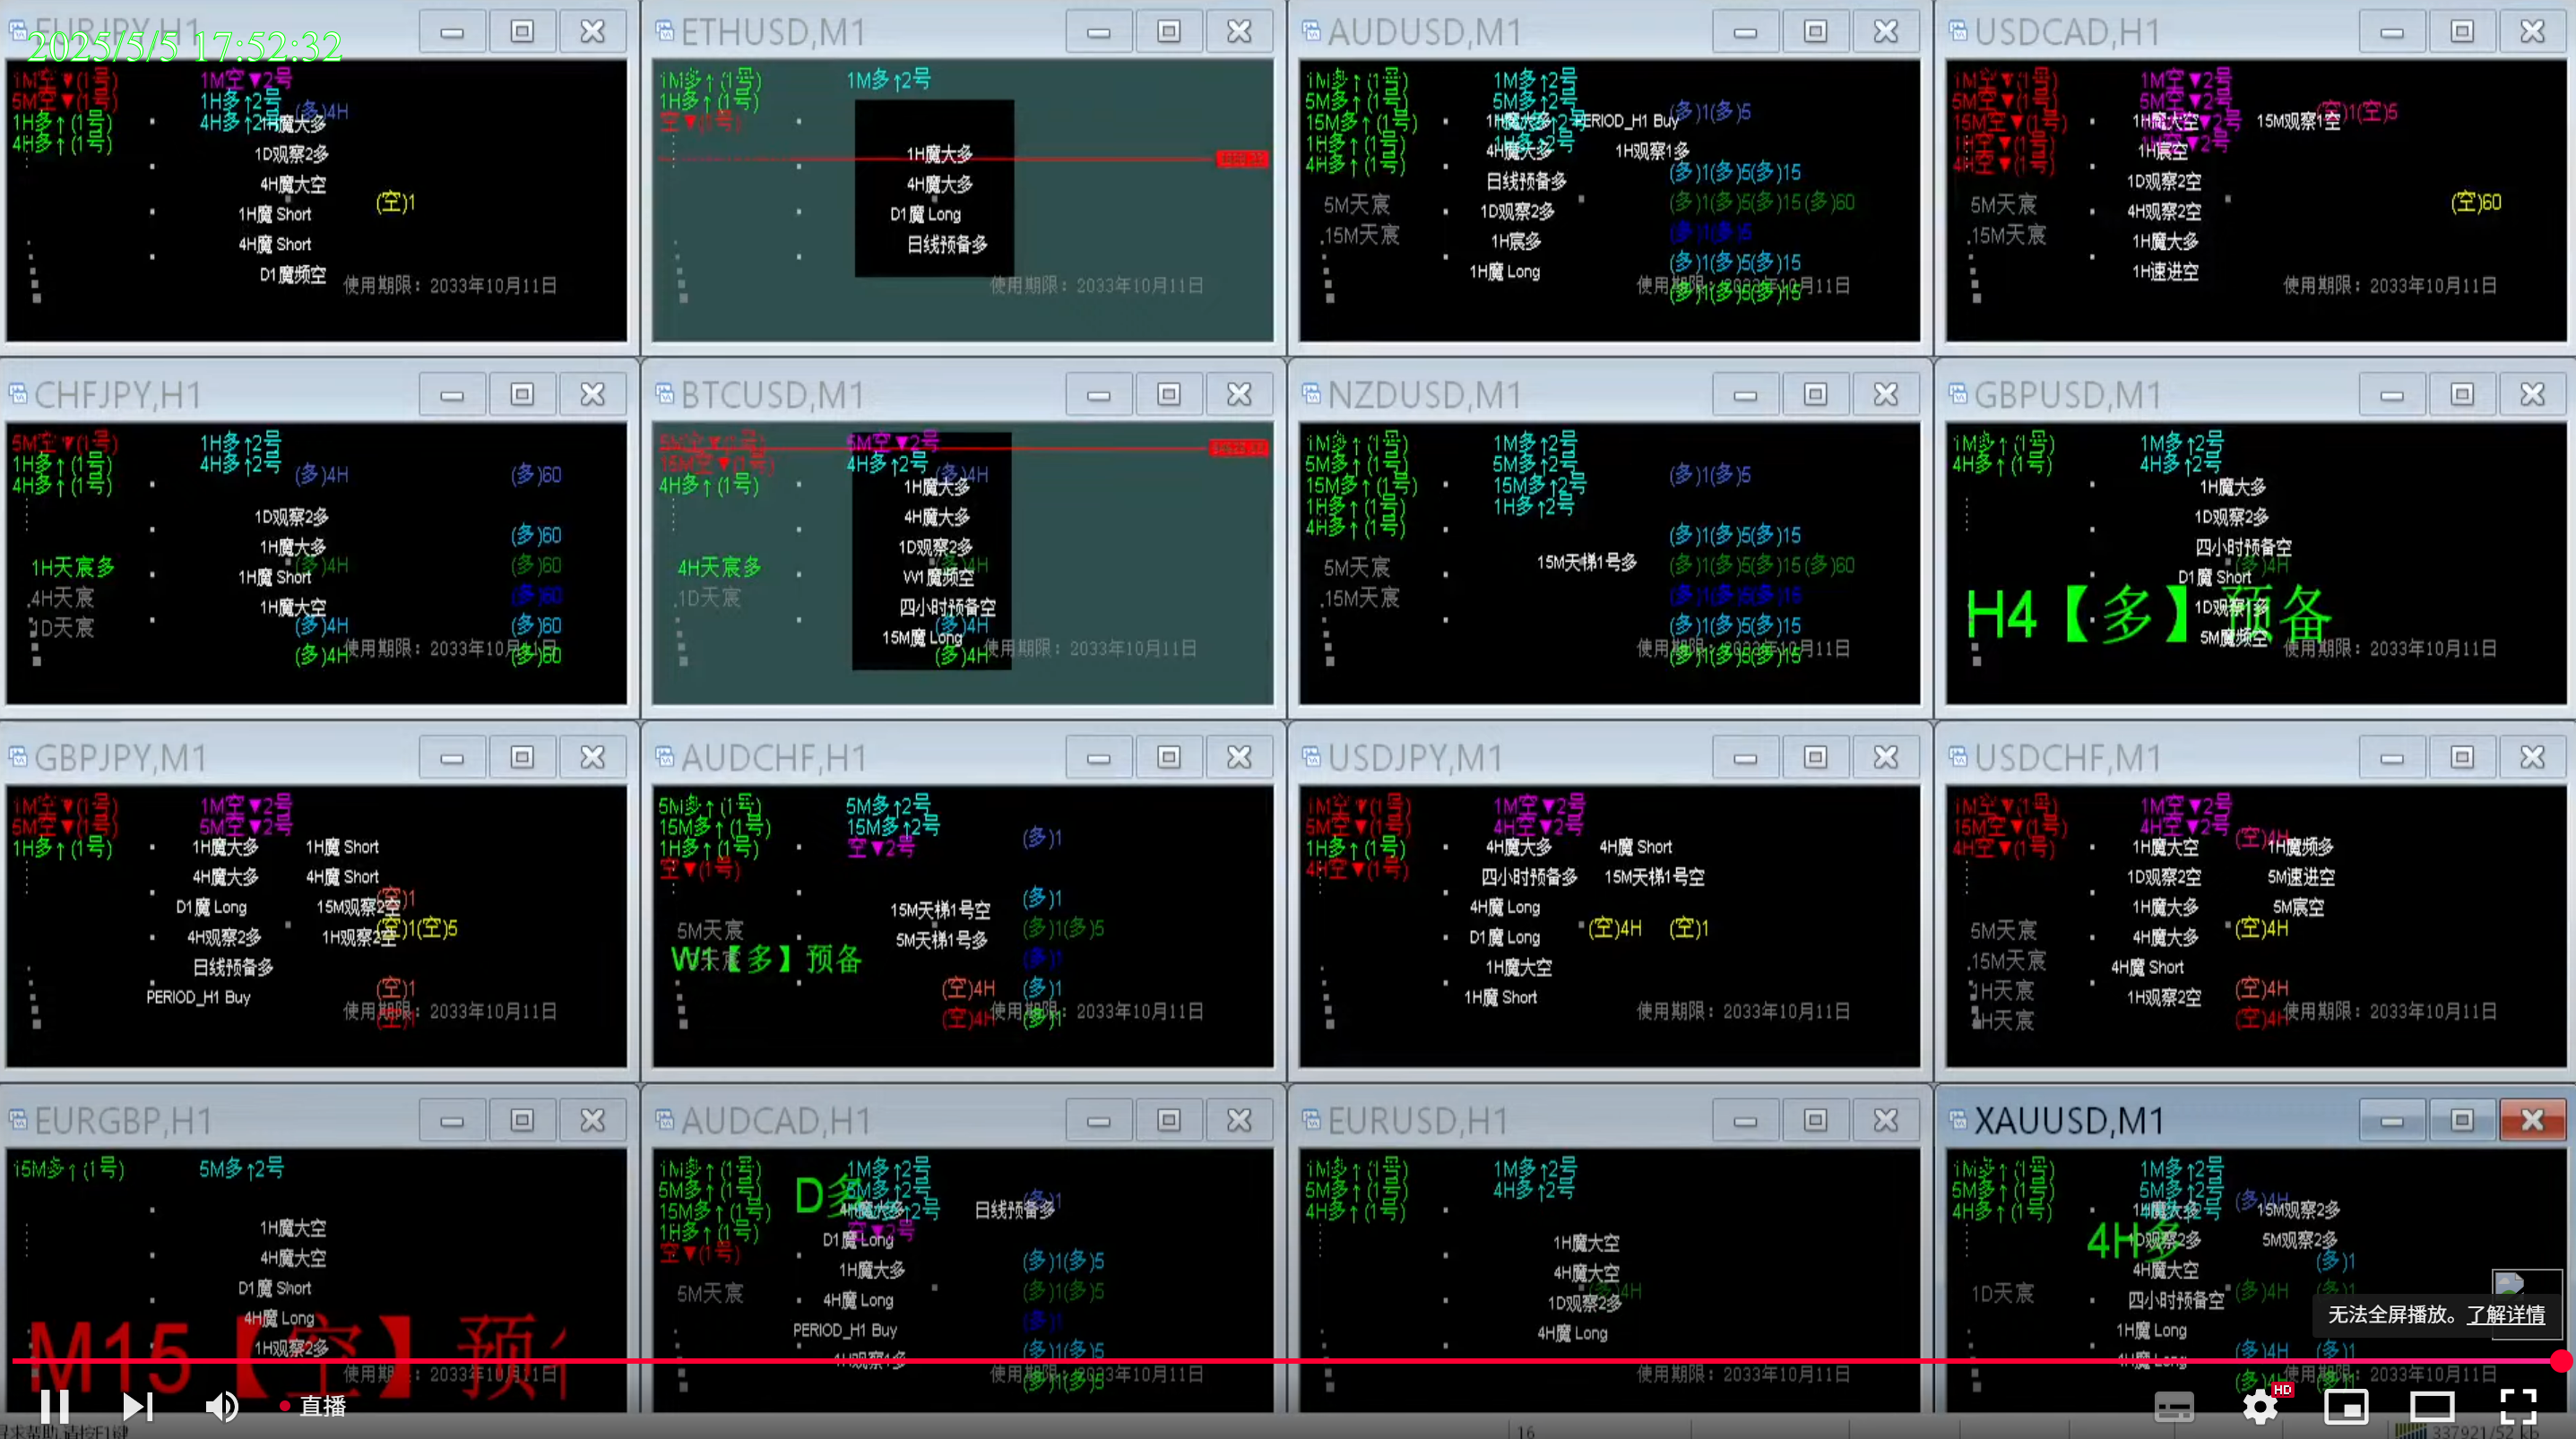 EURJPY,H1
2025/5/5 17:52:32
1M空▼(1号)
5M空▼(1号)
1H多↑(1号)
4H多↑(1号)
1M空▼2号
1H多↑2号
4H多↑2号
(多)4H
1H魔大多
1D观察2多
4H魔大空
1H魔 Short
(空)1
4H魔 Short
D1魔频空
使用期限：2033年10月11日
ETHUSD,M1
1M多↑(1号)
1H多↑(1号)
空▼(1号)
1M多↑2号
1H魔大多
4H魔大多
D1魔 Long
日线预备多
使用期限：2033年10月11日
AUDUSD,M1
1M多↑(1号)
5M多↑(1号)
15M多↑(1号)
1H多↑(1号)
4H多↑(1号)
5M天宸
.15M天宸
1M多↑2号
5M多↑2号
1H多↑2号
1H魔大多
PERIOD_H1 Buy
4H魔大多
1H观察1多
日线预备多
1D观察2多
1H宸多
1H魔 Long
(多)1(多)5
(多)1(多)5(多)15
(多)1(多)5(多)15(多)60
(多)1(多)5
(多)1(多)5(多)15
(多)1(多)5(多)15
使用期限：2033年10月11日
USDCAD,H1
1M空▼(1号)
5M空▼(1号)
15M空▼(1号)
1H空▼(1号)
4H空▼(1号)
5M天宸
.15M天宸
1M空▼2号
5M空▼2号
1H魔大空
15M观察1空
(空)1(空)5
1H宸空
1D观察2空
4H观察2空
(空)60
1H魔大多
1H速进空
使用期限：2033年10月11日
CHFJPY,H1
5M空▼(1号)
1H多↑(1号)
4H多↑(1号)
1H天宸多
.4H天宸
1D天宸
1H多↑2号
4H多↑2号
(多)4H
(多)60
1D观察2多
1H魔大多
(多)60
(多)4H
(多)60
1H魔 Short
(多)60
1H魔大空
(多)4H
(多)60
(多)4H
(多)60
使用期限：2033年10月11日
BTCUSD,M1
5M空▼(1号)
15M空▼(1号)
4H多↑(1号)
4H天宸多
.1D天宸
5M空▼2号
4H多↑2号
(多)4H
1H魔大多
4H魔大多
1D观察2多
(多)4H
W1魔频空
四小时预备空
(多)4H
15M魔 Long
(多)4H
使用期限：2033年10月11日
NZDUSD,M1
1M多↑(1号)
5M多↑(1号)
15M多↑(1号)
1H多↑(1号)
4H多↑(1号)
5M天宸
.15M天宸
1M多↑2号
5M多↑2号
15M多↑2号
1H多↑2号
15M天梯1号多
(多)1(多)5
(多)1(多)5(多)15
(多)1(多)5(多)15(多)60
(多)1(多)5(多)15
(多)1(多)5(多)15
(多)1(多)5(多)15
使用期限：2033年10月11日
GBPUSD,M1
1M多↑(1号)
4H多↑(1号)
1M多↑2号
4H多↑2号
1H魔大多
1D观察2多
四小时预备空
(多)4H
D1魔 Short
H4【多】预备
1D观察1多
5M魔频空
使用期限：2033年10月11日
GBPJPY,M1
1M空▼(1号)
5M空▼(1号)
1H多↑(1号)
1M空▼2号
5M空▼2号
1H魔大多
1H魔 Short
4H魔大多
4H魔 Short
(空)1
D1魔 Long
15M观察2空
(空)1(空)5
4H观察2多
1H观察2空
日线预备多
(空)1
PERIOD_H1 Buy
(空)1
使用期限：2033年10月11日
AUDCHF,H1
5M多↑(1号)
15M多↑(1号)
1H多↑(1号)
空▼(1号)
5M多↑2号
15M多↑2号
空▼2号
(多)1
(多)1
15M天梯1号空
5M天宸
(多)1(多)5
5M天梯1号多
W1【多】预备
(多)1
(空)4H
(多)1
(空)4H
(多)1
使用期限：2033年10月11日
USDJPY,M1
1M空▼(1号)
5M空▼(1号)
1H多↑(1号)
4H空▼(1号)
1M空▼2号
4H空▼2号
4H魔大多
4H魔 Short
四小时预备多
15M天梯1号空
4H魔 Long
(空)4H
(空)1
D1魔 Long
1H魔大空
1H魔 Short
使用期限：2033年10月11日
USDCHF,M1
1M空▼(1号)
15M空▼(1号)
4H空▼(1号)
5M天宸
.15M天宸
1H天宸
4H天宸
1M空▼2号
4H空▼2号
(空)4H
1H魔大空
1H魔频多
1D观察2空
5M速进空
1H魔大多
5M宸空
(空)4H
4H魔大多
4H魔 Short
(空)4H
1H观察2空
(空)4H
使用期限：2033年10月11日
EURGBP,H1
15M多↑(1号)
5M多↑2号
1H魔大空
4H魔大空
D1魔 Short
4H魔 Long
1H观察2多
M15【空】预
使用期限：2033年10月11日
AUDCAD,H1
1M多↑(1号)
5M多↑(1号)
15M多↑(1号)
1H多↑(1号)
空▼(1号)
5M天宸
D多
1M多↑2号
5M多↑2号
空▼2号
4H魔大多
日线预备多
(多)1
D1魔 Long
1H魔大多
(多)1(多)5
4H魔 Long
(多)1(多)5
PERIOD_H1 Buy
(多)1
(多)1(多)5
(多)1(多)5
使用期限：2033年10月11日
EURUSD,H1
1M多↑(1号)
5M多↑(1号)
4H多↑(1号)
1M多↑2号
4H多↑2号
1H魔大空
4H魔大空
(多)4H
1D观察2多
4H魔 Long
使用期限：2033年10月11日
XAUUSD,M1
1M多↑(1号)
5M多↑(1号)
4H多↑(1号)
1D天宸
1M多↑2号
5M多↑2号
(多)4H
1H魔大多
15M观察2多
4H多
1D观察2多
5M观察2多
(多)1
4H魔大空
(多)4H
四小时预备空
1H魔 Long
(多)4H
(多)1
4H魔 Long
使用期限：2033年10月11日
无法全屏播放。了解详情
直播
HD
16
337921/52 kb